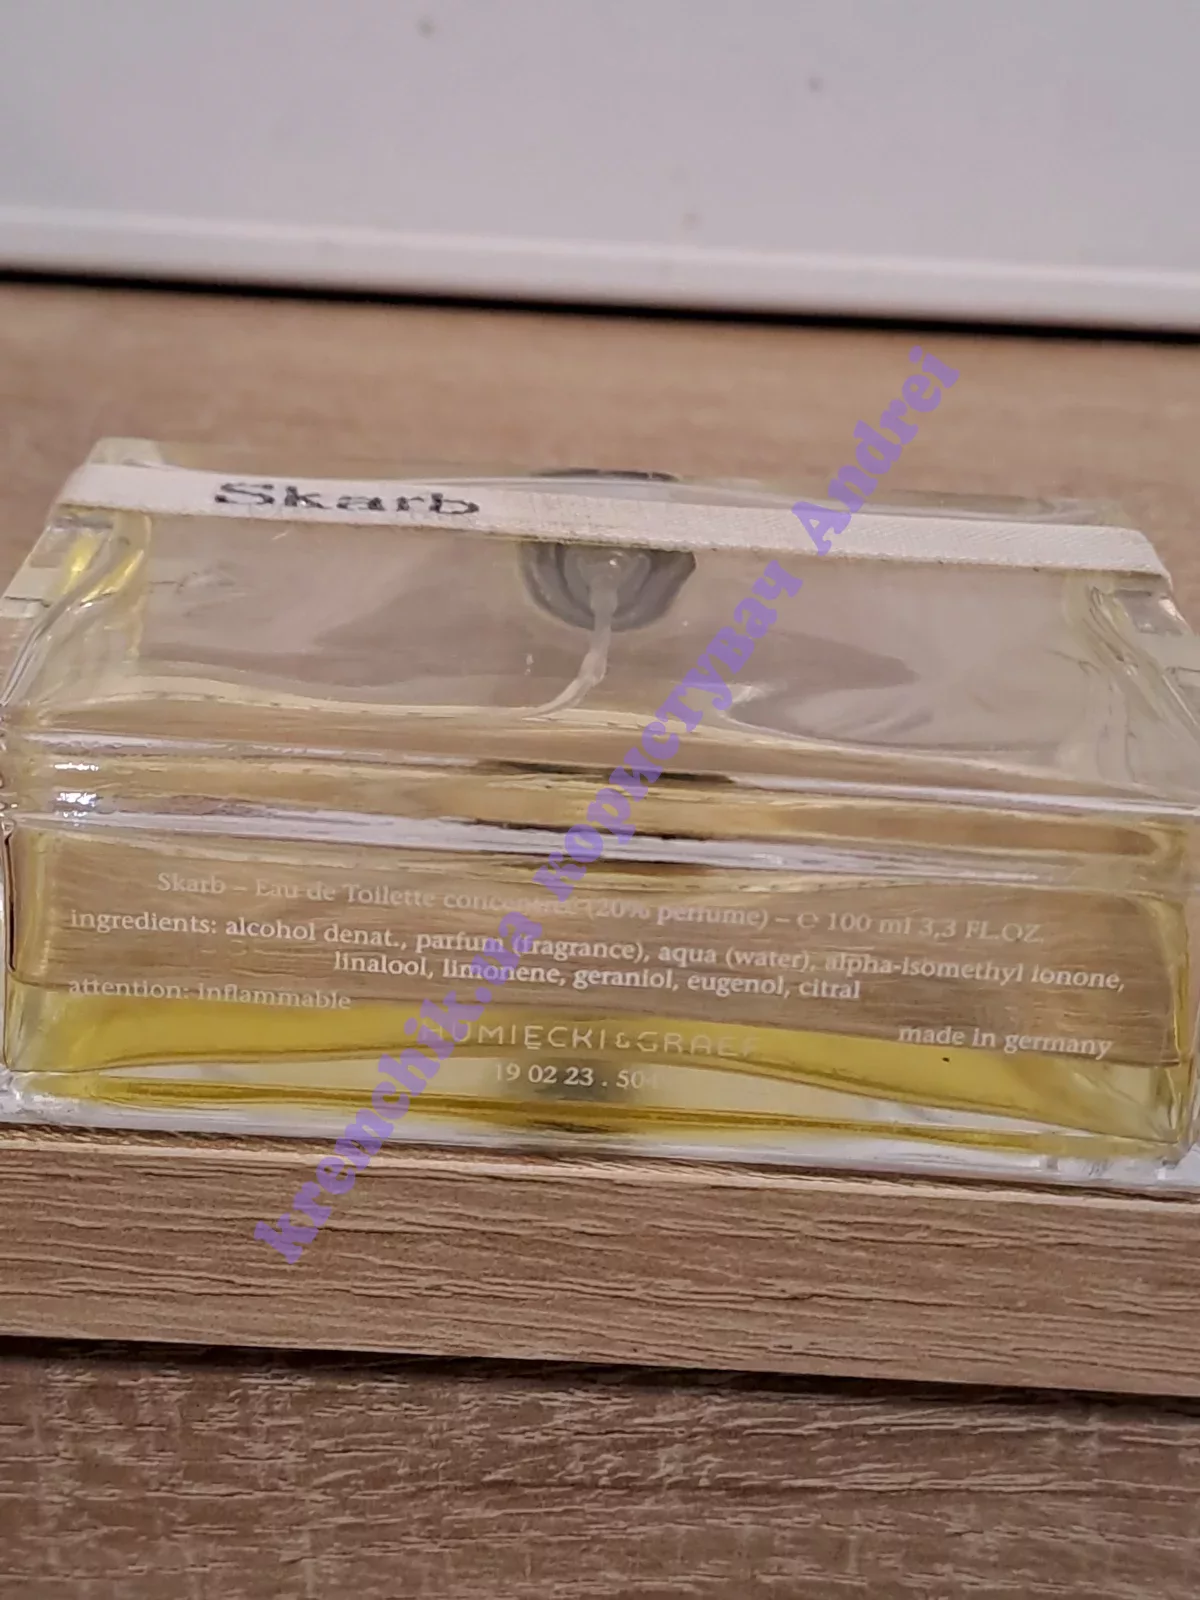 Skarb
Skarb – Eau de Toilette concentrée (20% perfume) – ℮ 100 ml 3,3 FL.OZ.
ingredients: alcohol denat., parfum (fragrance), aqua (water), alpha-isomethyl ionone,
linalool, limonene, geraniol, eugenol, citral
attention: inflammable
HUMIĘCKI & GRAEF
made in germany
19 02 23 . 504
kremchik.ua користувач Andrei